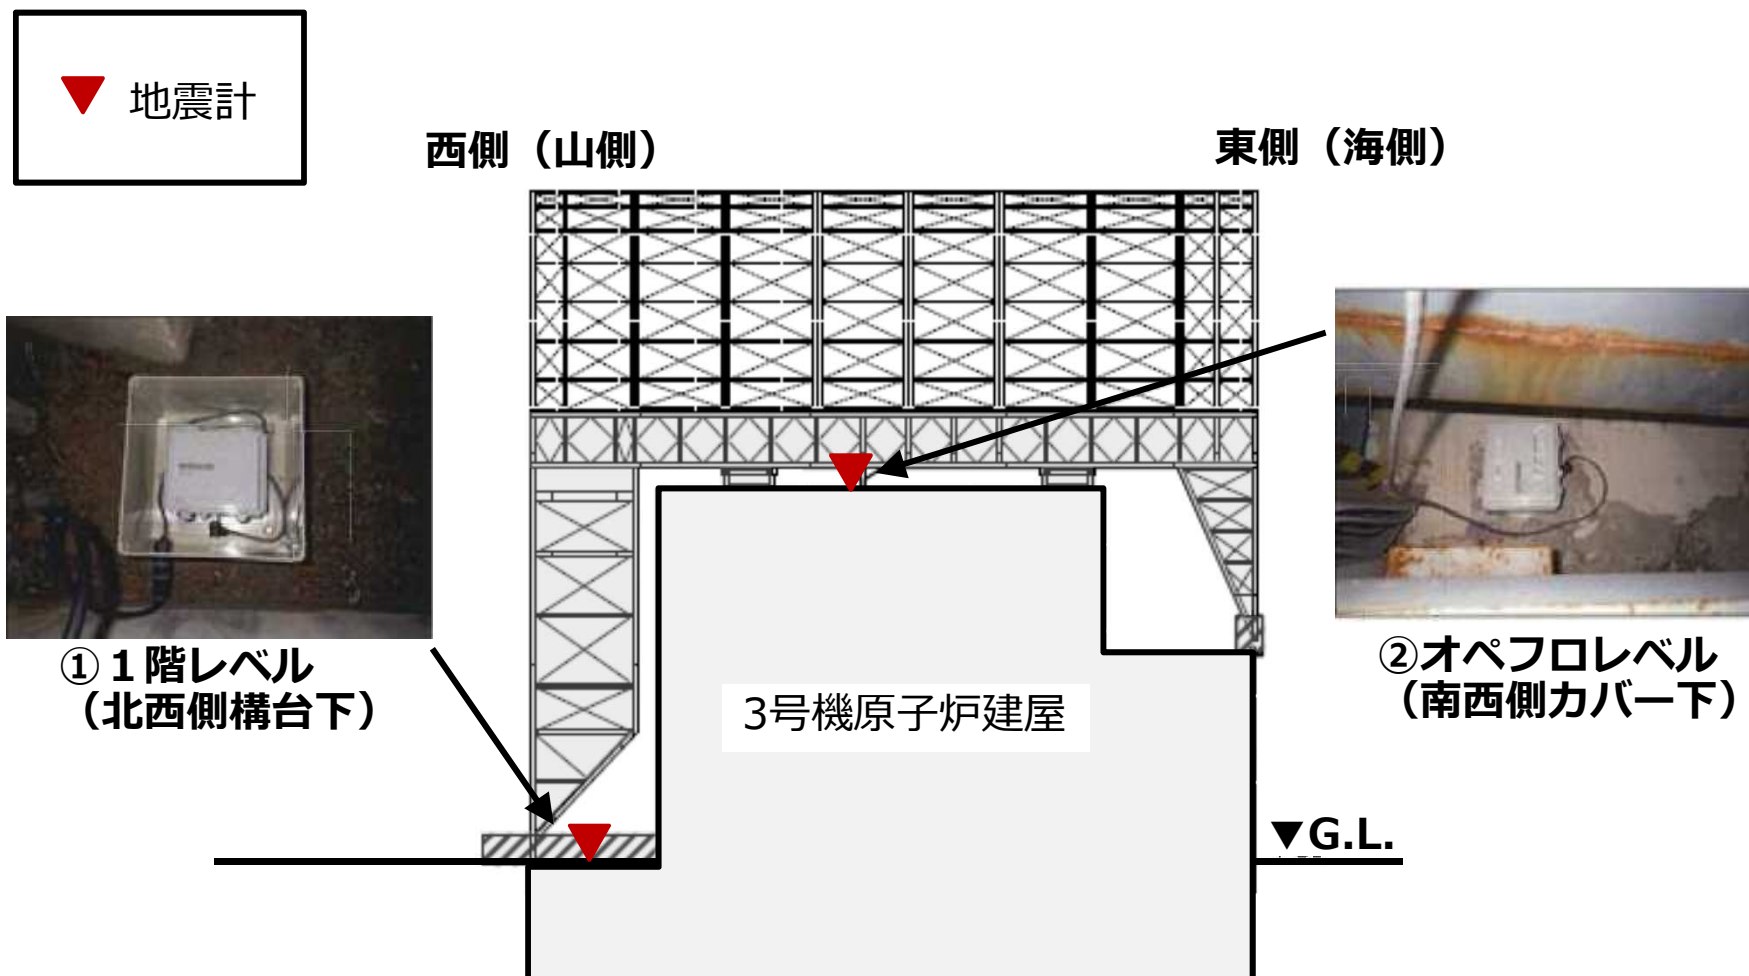 地震計
西側（山側）
東側（海側）
①１階レベル
（北西側構台下）
②オペフロレベル
（南西側カバー下）
3号機原子炉建屋
▼G.L.